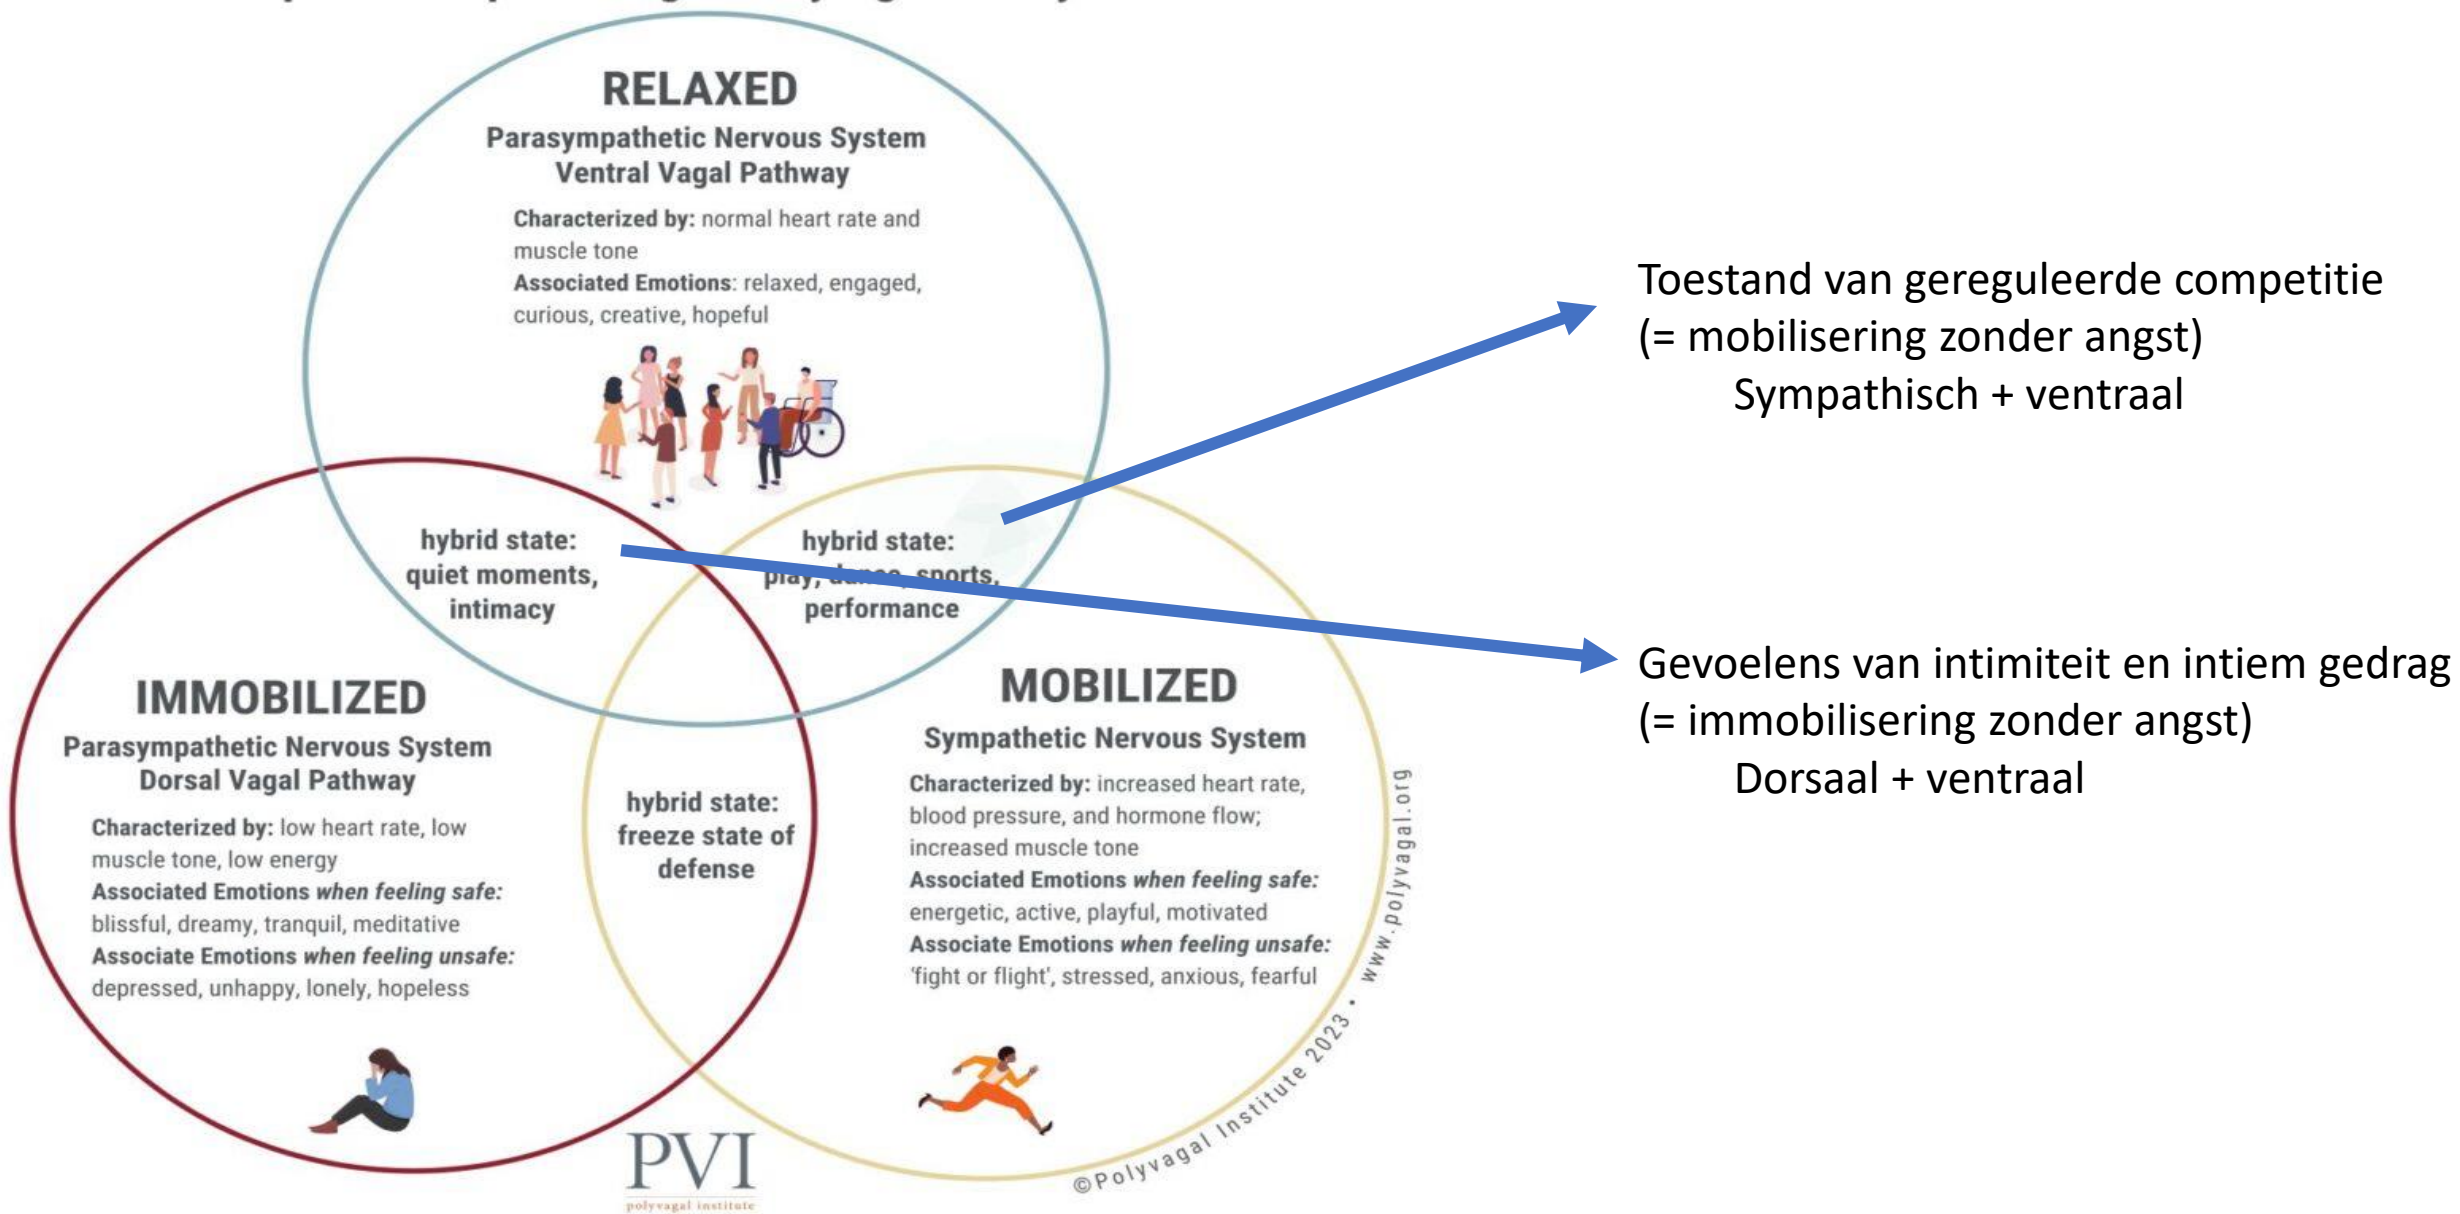 RELAXED
Parasympathetic Nervous System
Ventral Vagal Pathway
Characterized by: normal heart rate and
muscle tone
Associated Emotions: relaxed, engaged,
curious, creative, hopeful
hybrid state:
quiet moments,
intimacy
hybrid state:
play, dance, sports,
performance
IMMOBILIZED
Parasympathetic Nervous System
Dorsal Vagal Pathway
Characterized by: low heart rate, low
muscle tone, low energy
Associated Emotions when feeling safe:
blissful, dreamy, tranquil, meditative
Associate Emotions when feeling unsafe:
depressed, unhappy, lonely, hopeless
hybrid state:
freeze state of
defense
MOBILIZED
Sympathetic Nervous System
Characterized by: increased heart rate,
blood pressure, and hormone flow;
increased muscle tone
Associated Emotions when feeling safe:
energetic, active, playful, motivated
Associate Emotions when feeling unsafe:
'fight or flight', stressed, anxious, fearful
PVI
polyvagal institute
©Polyvagal Institute 2023 • www.polyvagal.org
Toestand van gereguleerde competitie
(= mobilisering zonder angst)
Sympathisch + ventraal
Gevoelens van intimiteit en intiem gedrag
(= immobilisering zonder angst)
Dorsaal + ventraal